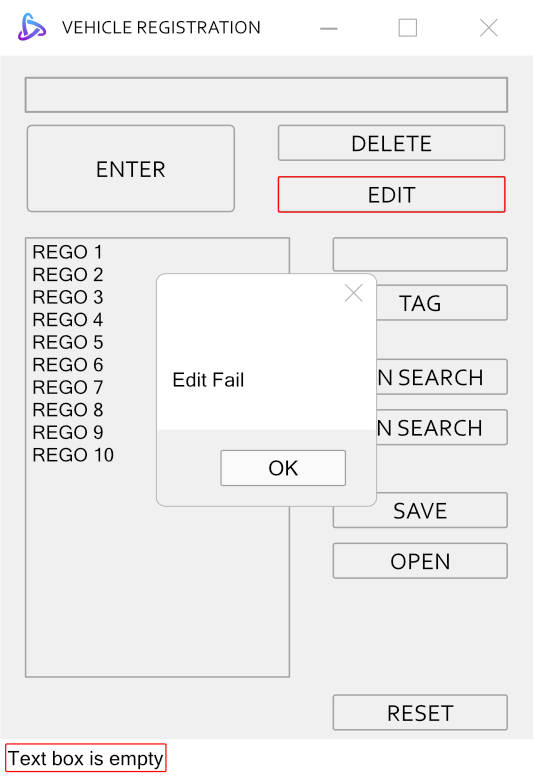 VEHICLE REGISTRATION
ENTER
DELETE
EDIT
REGO 1
REGO 2
REGO 3
REGO 4
REGO 5
REGO 6
REGO 7
REGO 8
REGO 9
REGO 10
TAG
Edit Fail
OK
N SEARCH
N SEARCH
SAVE
OPEN
RESET
Text box is empty